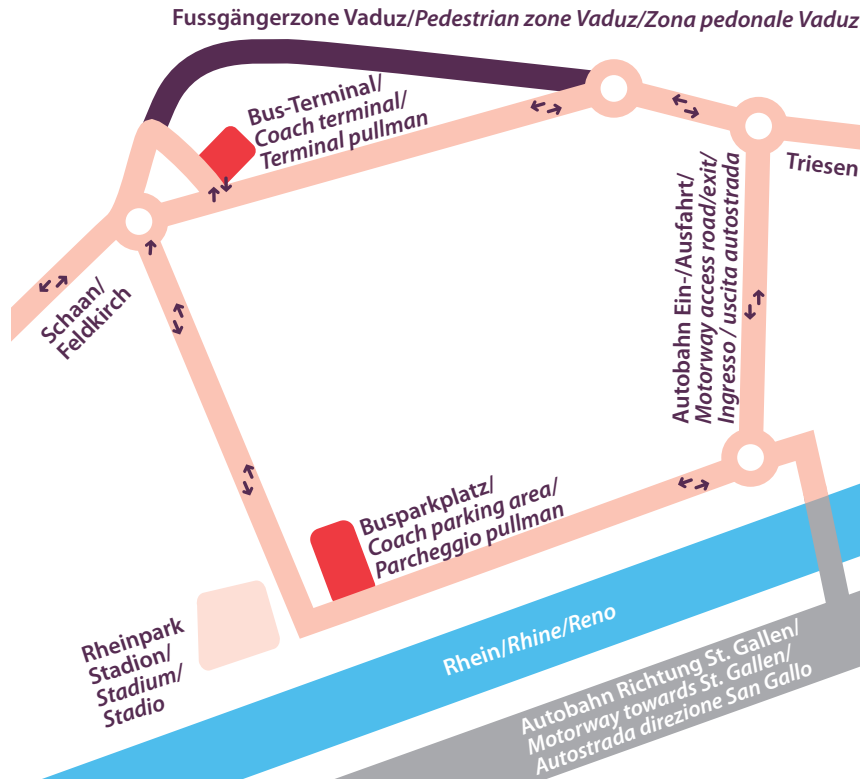 Fussgängerzone Vaduz/Pedestrian zone Vaduz/Zona pedonale Vaduz
Bus-Terminal/
Coach terminal/
Terminal pullman
Triesen
Schaan/
Feldkirch
Autobahn Ein-/Ausfahrt/
Motorway access road/exit/
Ingresso / uscita autostrada
Busparkplatz/
Coach parking area/
Parcheggio pullman
Rheinpark
Stadion/
Stadium/
Stadio
Rhein/Rhine/Reno
Autobahn Richtung St. Gallen/
Motorway towards St. Gallen/
Autostrada direzione San Gallo